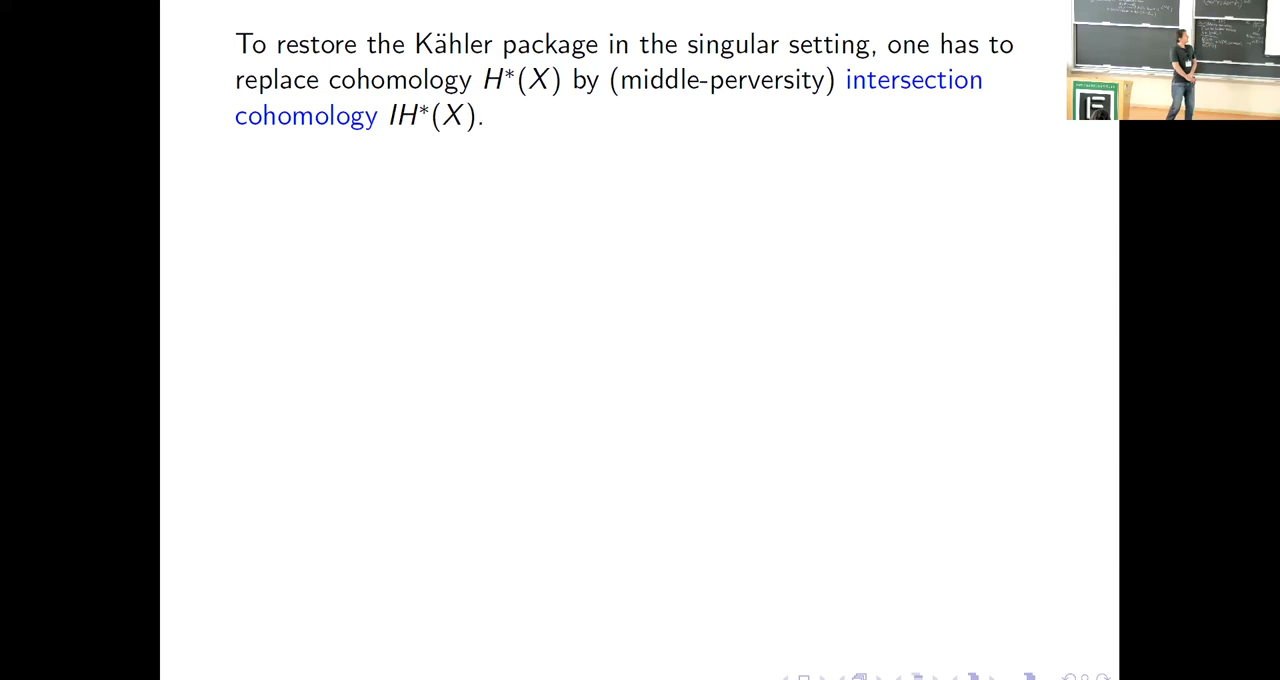 To restore the Kähler package in the singular setting, one has to
replace cohomology H*(X) by (middle-perversity) intersection
cohomology IH*(X).